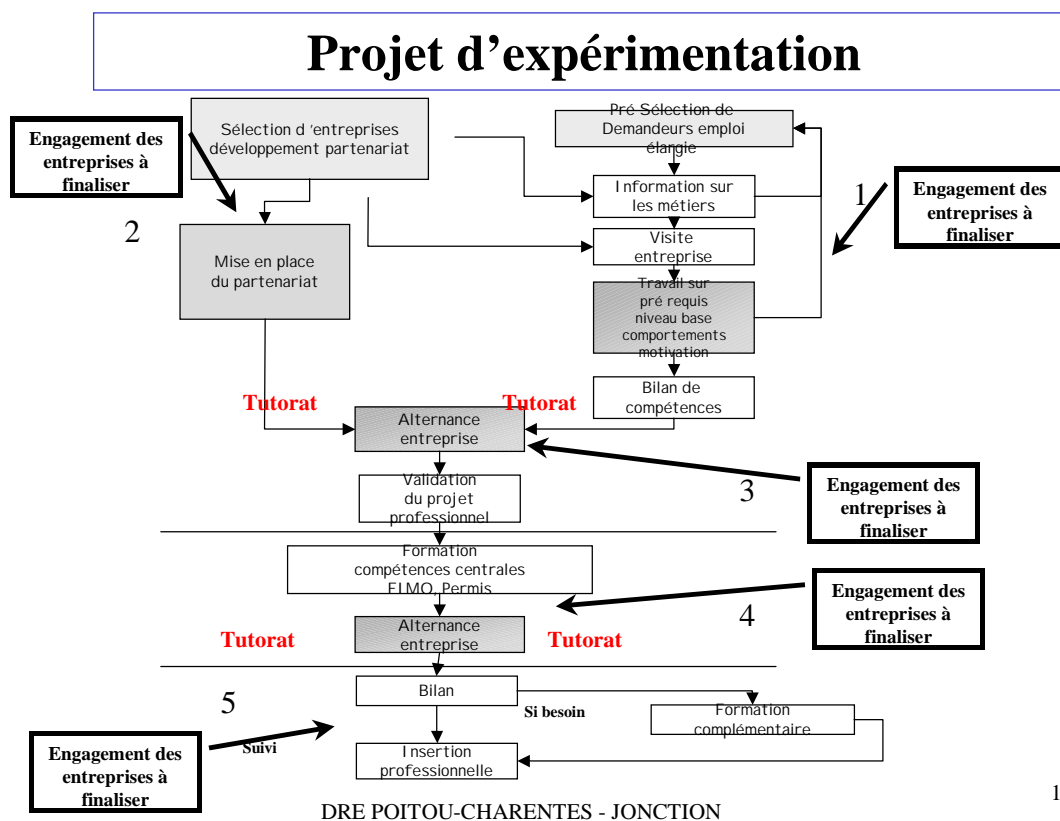 Projet d'expérimentation
Engagement des
entreprises à
finaliser
Sélection d 'entreprises
développement partenariat
Pré Sélection de
Demandeurs emploi
élargie
Engagement des
entreprises à
finaliser
1
2
Information sur
les métiers
Mise en place
du partenariat
Visite
entreprise
Travail sur
pré requis
niveau base
comportements
motivation
Bilan de
compétences
Tutorat
Tutorat
Alternance
entreprise
3
Engagement des
entreprises à
finaliser
Validation
du projet
professionnel
Formation
compétences centrales
FIMO, Permis
4
Engagement des
entreprises à
finaliser
Tutorat
Alternance
entreprise
Tutorat
5
Bilan
Si besoin
Formation
complémentaire
Engagement des
entreprises à
finaliser
Suivi
Insertion
professionnelle
DRE POITOU-CHARENTES - JONCTION
1